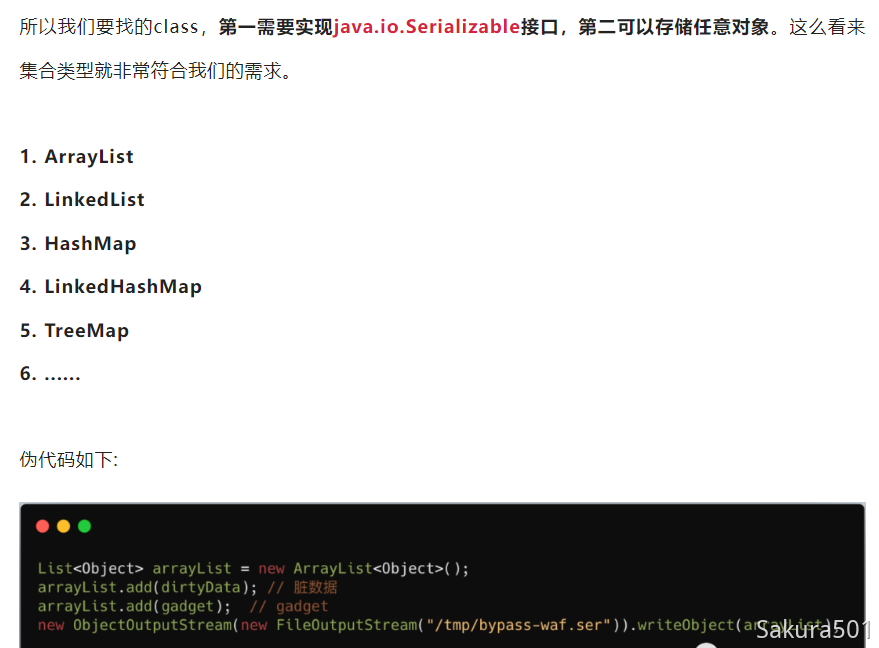 所以我们要找的class，第一需要实现java.io.Serializable接口，第二可以存储任意对象。这么看来
集合类型就非常符合我们的需求。
1. ArrayList
2. LinkedList
3. HashMap
4. LinkedHashMap
5. TreeMap
6. ......
伪代码如下:
List<Object> arrayList = new ArrayList<Object>();
arrayList.add(dirtyData); // 脏数据
arrayList.add(gadget);  // gadget
new ObjectOutputStream(new FileOutputStream("/tmp/bypass-waf.ser")).writeObject(arrayList);
Sakura501